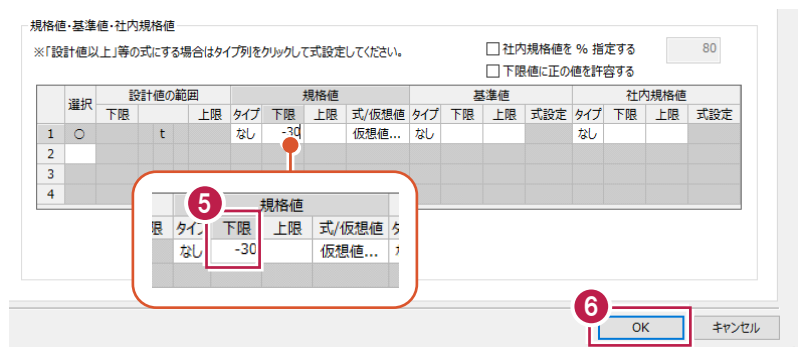 規格値・基準値・社内規格値
※「設計値以上」等の式にする場合はタイプ列をクリックして式設定してください。
社内規格値を % 指定する 80
下限値に正の値を許容する
選択 設計値の範囲 規格値 基準値 社内規格値
下限 上限 タイプ 下限 上限 式/仮想値 タイプ 下限 上限 式設定 タイプ 下限 上限 式設定
1 ○ t なし -30 仮想値... なし なし
2
3
4
5
規格値
限 タイプ 下限 上限 式/仮想値
なし -30 仮想値...
6
OK キャンセル